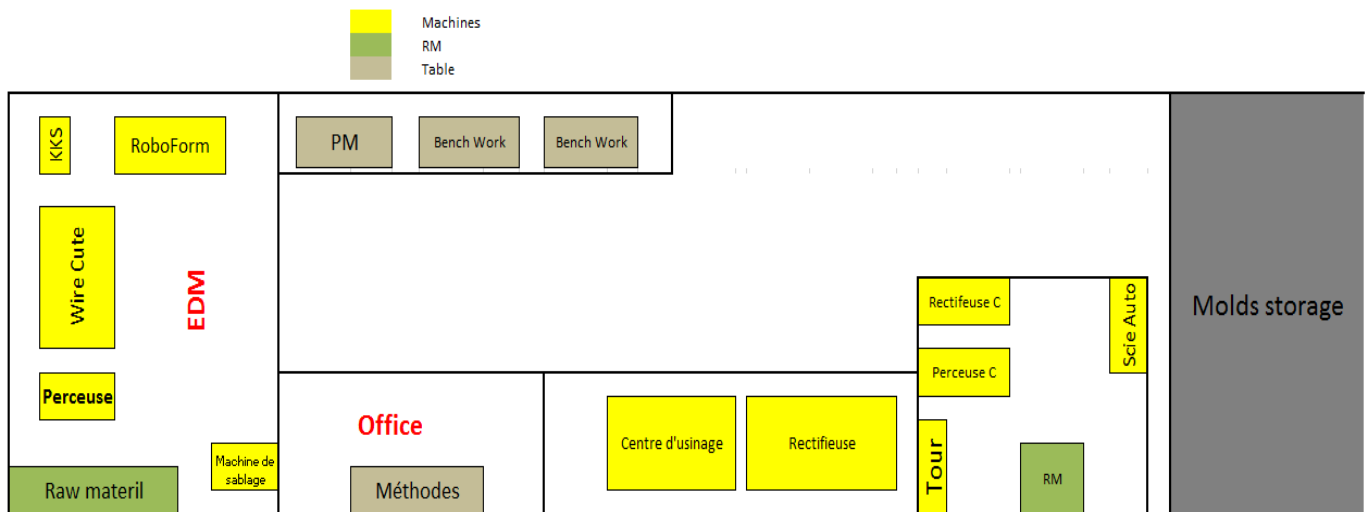 Machines
RM
Table
KKS
RoboForm
PM
Bench Work
Bench Work
Wire Cute
EDM
Perceuse
Machine de
sablage
Raw materil
Office
Méthodes
Centre d'usinage
Rectifieuse
Rectifeuse C
Perceuse C
Scie Auto
Tour
RM
Molds storage